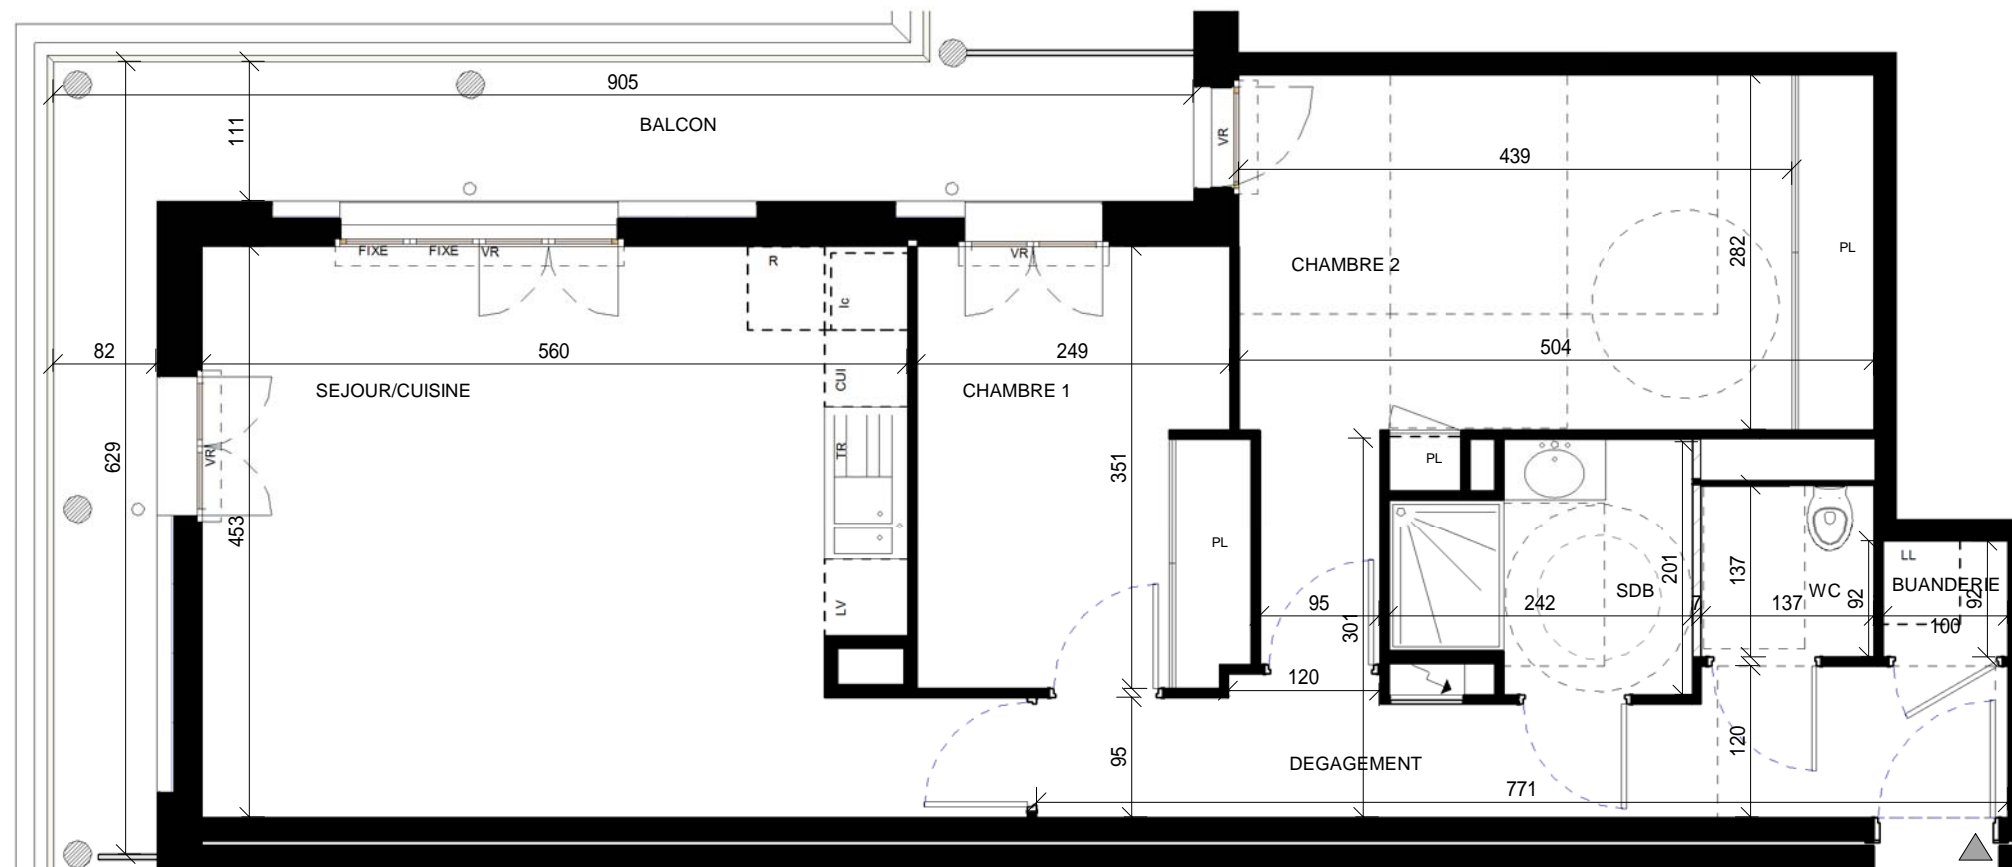 905
BALCON
111
VR
439
FIXE
FIXE
VR
R
VR
CHAMBRE 2
282
PL
Ic
82
560
249
504
SEJOUR/CUISINE
CUI
CHAMBRE 1
629
VR
TR
453
351
PL
PL
LL
201
137
WC
92
BUANDERIE
92
LV
95
301
242
SDB
7
137
100
120
95
DEGAGEMENT
120
771